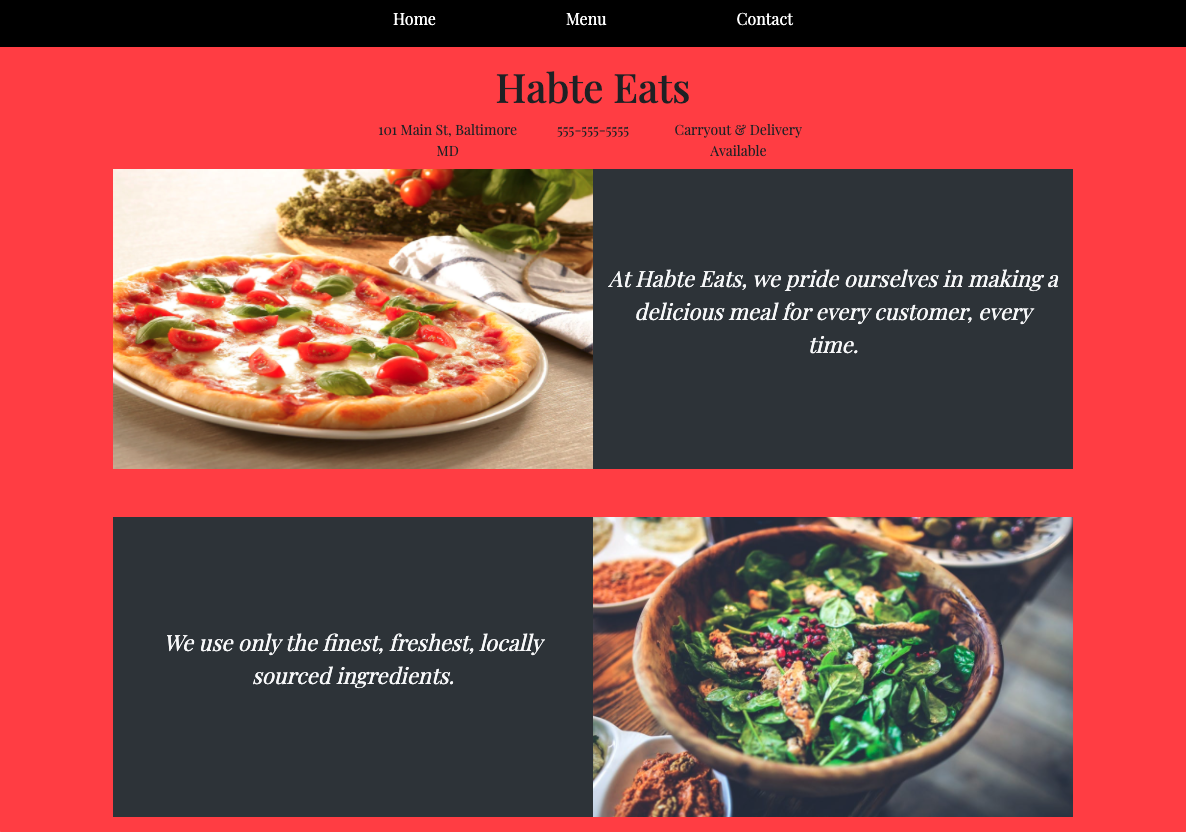 Home Menu Contact
Habte Eats
101 Main St, Baltimore
MD
555-555-5555
Carryout & Delivery
Available
At Habte Eats, we pride ourselves in making a
delicious meal for every customer, every
time.
We use only the finest, freshest, locally
sourced ingredients.